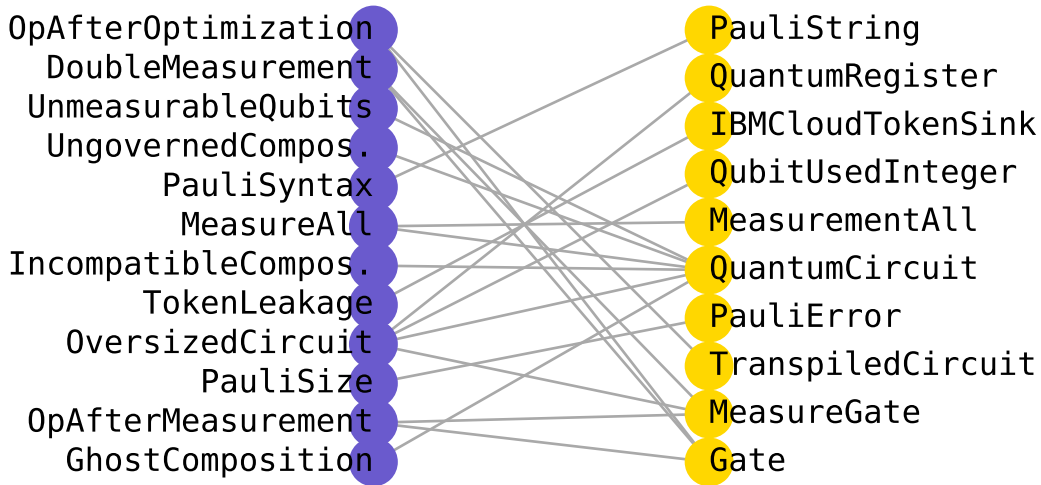 OpAfterOptimization
DoubleMeasurement
UnmeasurableQubits
UngovernedCompos.
PauliSyntax
MeasureAll
IncompatibleCompos.
TokenLeakage
OversizedCircuit
PauliSize
OpAfterMeasurement
GhostComposition
PauliString
QuantumRegister
IBMCloudTokenSink
QubitUsedInteger
MeasurementAll
QuantumCircuit
PauliError
TranspiledCircuit
MeasureGate
Gate